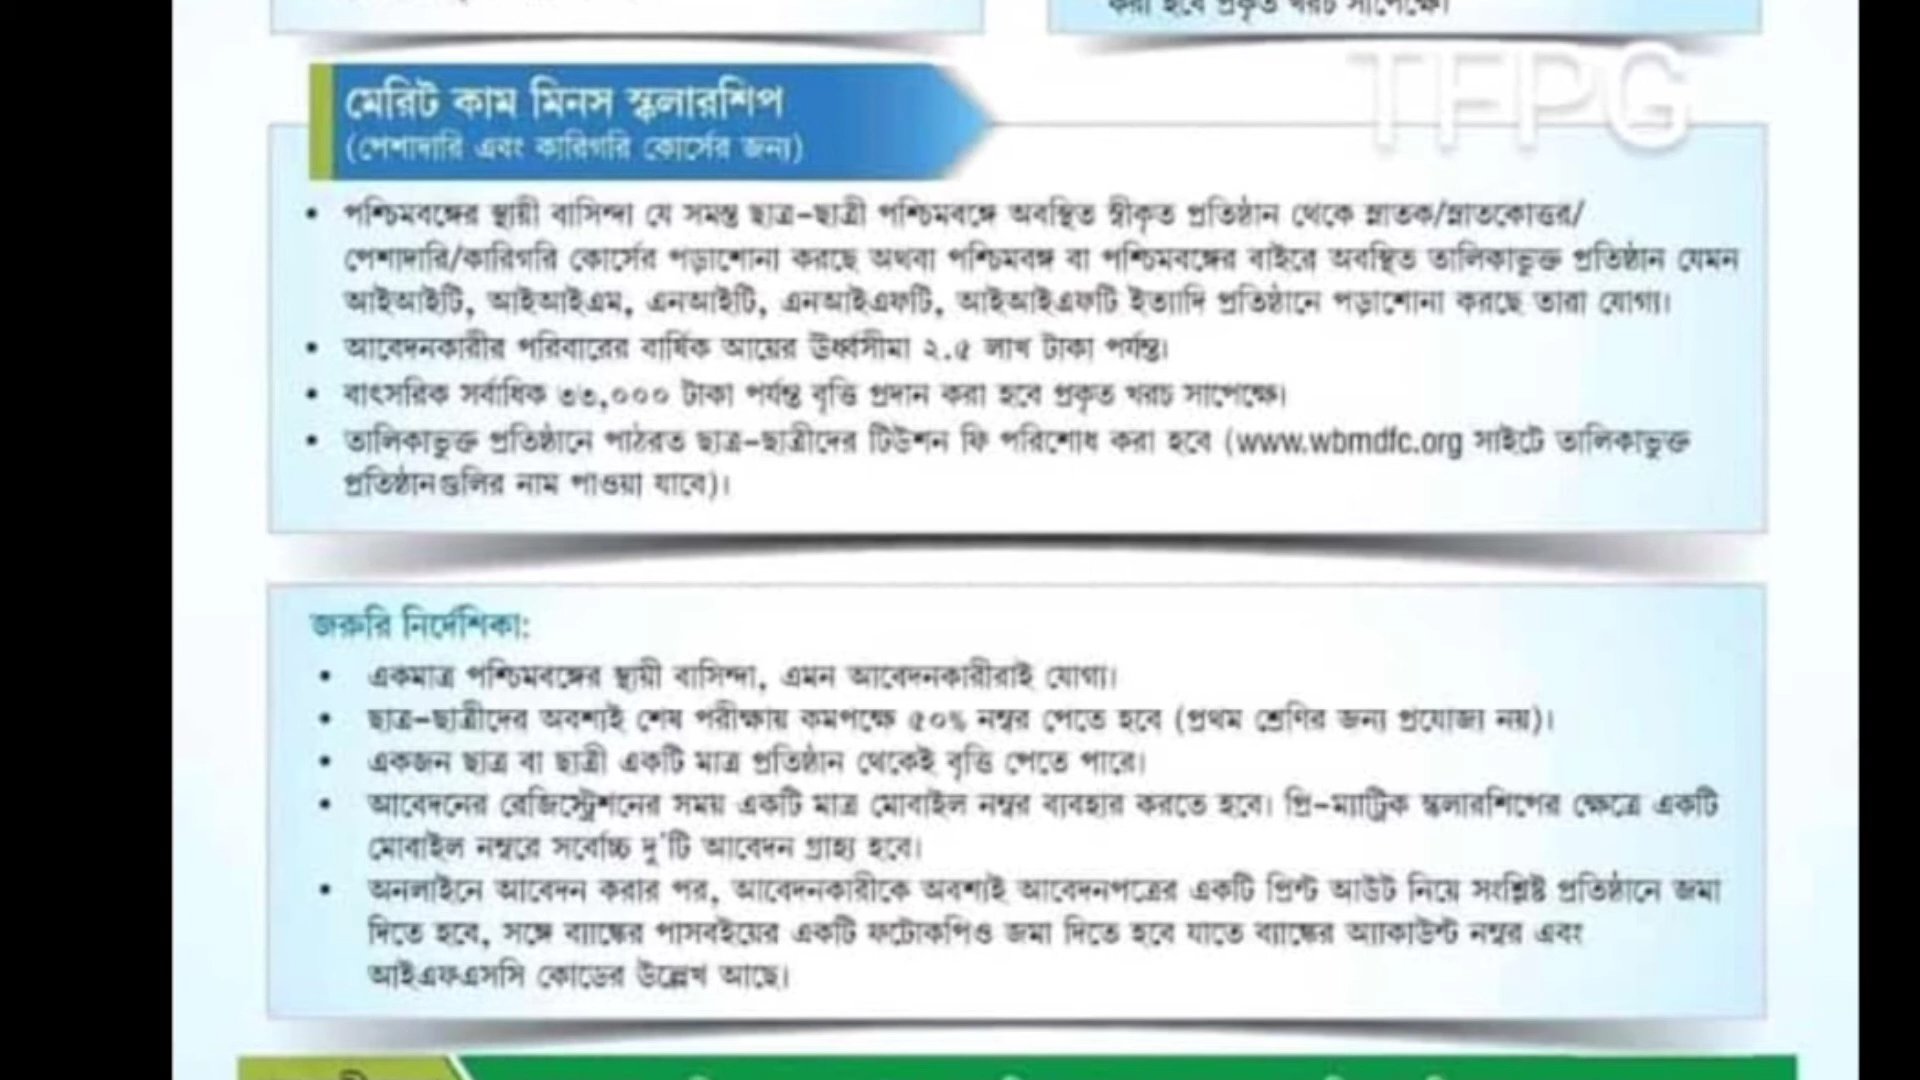 করা হবে প্রকৃত খরচ সাপেক্ষে।
TFPG
মেরিট কাম মিনস স্কলারশিপ
(পেশাদারি এবং কারিগরি কোর্সের জন্য)
• পশ্চিমবঙ্গের স্থায়ী বাসিন্দা যে সমস্ত ছাত্র-ছাত্রী পশ্চিমবঙ্গে অবস্থিত স্বীকৃত প্রতিষ্ঠান থেকে স্নাতক/স্নাতকোত্তর/
পেশাদারি/কারিগরি কোর্সের পড়াশোনা করছে অথবা পশ্চিমবঙ্গ বা পশ্চিমবঙ্গের বাইরে অবস্থিত তালিকাভুক্ত প্রতিষ্ঠান যেমন
আইআইটি, আইআইএম, এনআইটি, এনআইএফটি, আইআইএফটি ইত্যাদি প্রতিষ্ঠানে পড়াশোনা করছে তারা যোগ্য।
• আবেদনকারীর পরিবারের বার্ষিক আয়ের উর্ধ্বসীমা ২.৫ লাখ টাকা পর্যন্ত।
• বাৎসরিক সর্বাধিক ৩৩,০০০ টাকা পর্যন্ত বৃত্তি প্রদান করা হবে প্রকৃত খরচ সাপেক্ষে।
• তালিকাভুক্ত প্রতিষ্ঠানে পাঠরত ছাত্র-ছাত্রীদের টিউশন ফি পরিশোধ করা হবে (www.wbmdfc.org সাইটে তালিকাভুক্ত
প্রতিষ্ঠানগুলির নাম পাওয়া যাবে)।
জরুরি নির্দেশিকা:
• একমাত্র পশ্চিমবঙ্গের স্থায়ী বাসিন্দা, এমন আবেদনকারীরাই যোগ্য।
• ছাত্র-ছাত্রীদের অবশ্যই শেষ পরীক্ষায় কমপক্ষে ৫০% নম্বর পেতে হবে (প্রথম শ্রেণির জন্য প্রযোজ্য নয়)।
• একজন ছাত্র বা ছাত্রী একটি মাত্র প্রতিষ্ঠান থেকেই বৃত্তি পেতে পারে।
• আবেদনের রেজিস্ট্রেশনের সময় একটি মাত্র মোবাইল নম্বর ব্যবহার করতে হবে। প্রি-ম্যাট্রিক স্কলারশিপের ক্ষেত্রে একটি
মোবাইল নম্বরে সর্বোচ্চ দু'টি আবেদন গ্রাহ্য হবে।
• অনলাইনে আবেদন করার পর, আবেদনকারীকে অবশ্যই আবেদনপত্রের একটি প্রিন্ট আউট নিয়ে সংশ্লিষ্ট প্রতিষ্ঠানে জমা
দিতে হবে, সঙ্গে ব্যাঙ্কের পাসবইয়ের একটি ফটোকপিও জমা দিতে হবে যাতে ব্যাঙ্কের অ্যাকাউন্ট নম্বর এবং
আইএফএসসি কোডের উল্লেখ আছে।